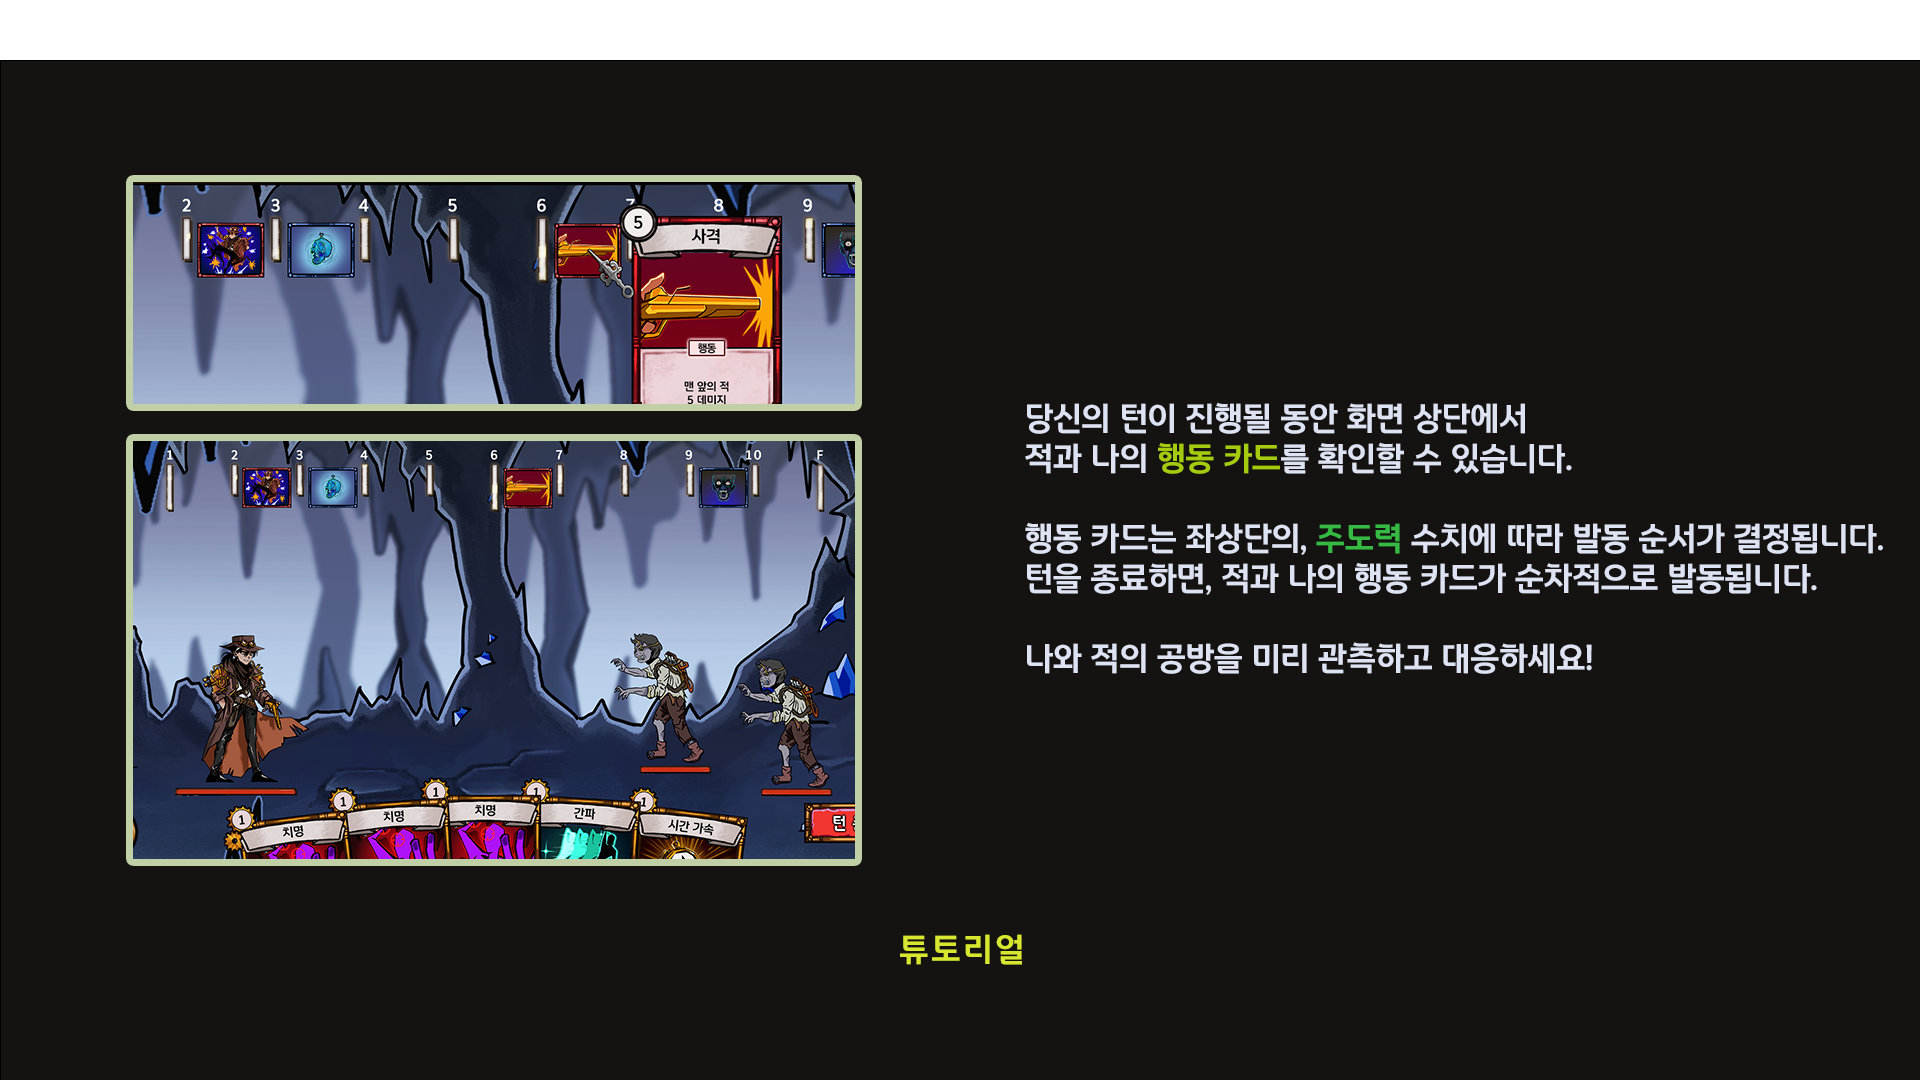 2 3 4 5 6 7 8 9
5
사격
행동
맨 앞의 적
5 데미지
1 2 3 4 5 6 7 8 9 10 F
1 1 1 1 1
치명 치명 치명 간파 시간 가속
턴
당신의 턴이 진행될 동안 화면 상단에서
적과 나의 행동 카드를 확인할 수 있습니다.
행동 카드는 좌상단의, 주도력 수치에 따라 발동 순서가 결정됩니다.
턴을 종료하면, 적과 나의 행동 카드가 순차적으로 발동됩니다.
나와 적의 공방을 미리 관측하고 대응하세요!
튜토리얼